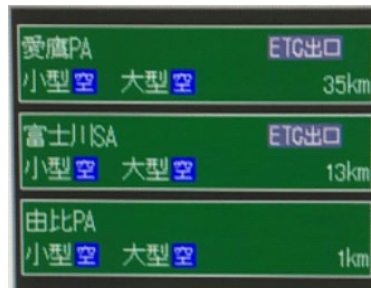 愛鷹PA ETC出口
小型空 大型空 35km
富士川SA ETC出口
小型空 大型空 13km
由比PA
小型空 大型空 1km